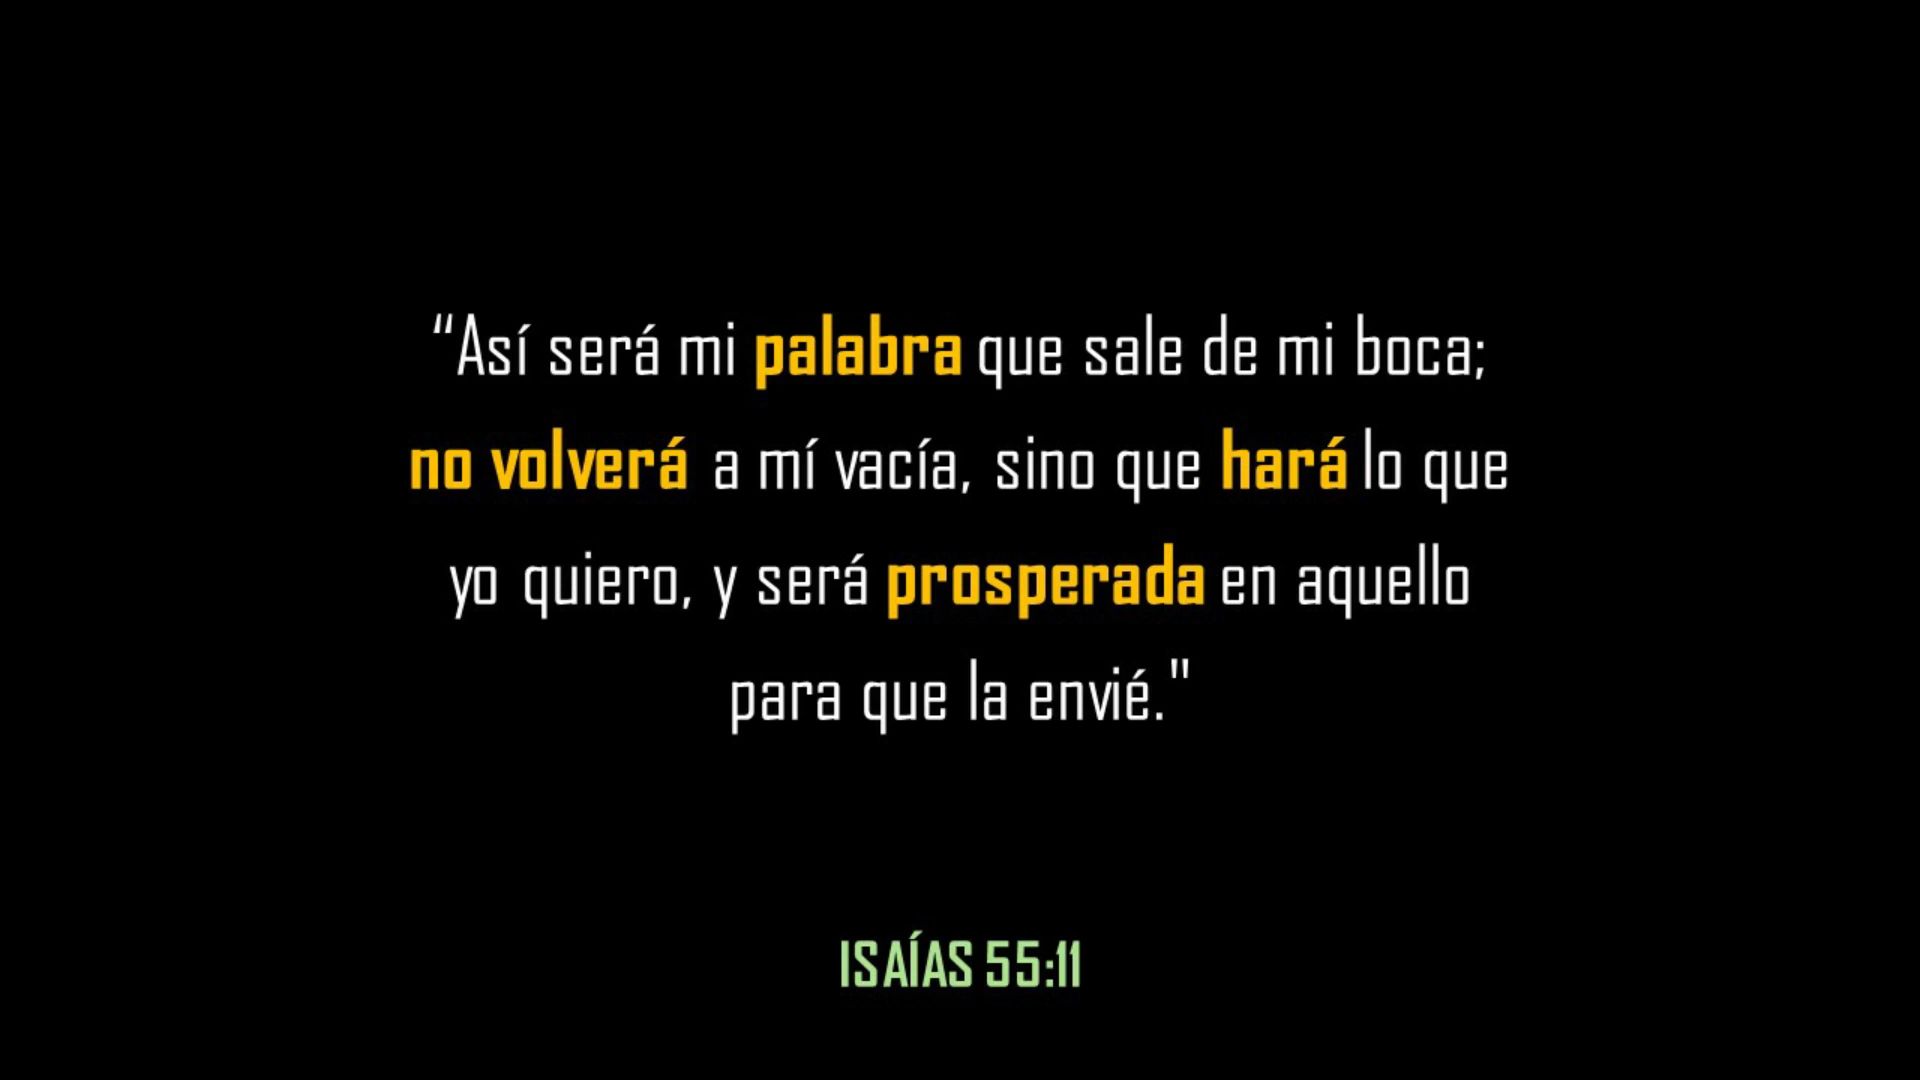 “Así será mi palabra que sale de mi boca;
no volverá a mí vacía, sino que hará lo que
yo quiero, y será prosperada en aquello
para que la envié."
ISAÍAS 55:11